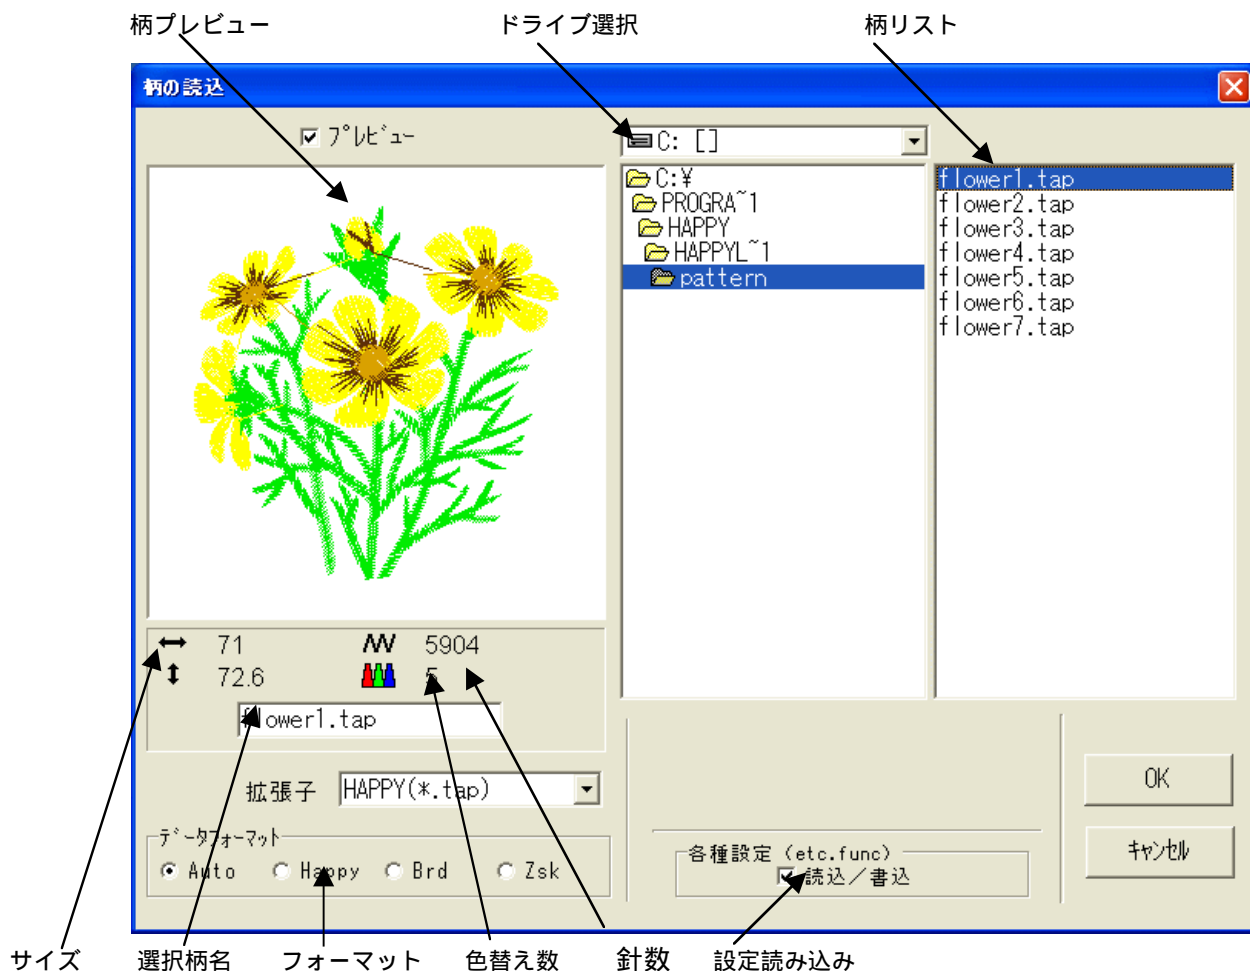 柄プレビュー ドライブ選択 柄リスト
柄の読込
ﾌﾟﾚﾋﾞｭｰ
C: []
C:¥
PROGRA~1
HAPPY
HAPPYL~1
pattern
flower1.tap
flower2.tap
flower3.tap
flower4.tap
flower5.tap
flower6.tap
flower7.tap
71 5904
72.6 5
flower1.tap
拡張子 HAPPY(*.tap)
ﾃﾞｰﾀﾌｫｰﾏｯﾄ
Auto Happy Brd Zsk
各種設定 (etc.func)
読込／書込
OK
ｷｬﾝｾﾙ
サイズ 選択柄名 フォーマット 色替え数 針数 設定読み込み